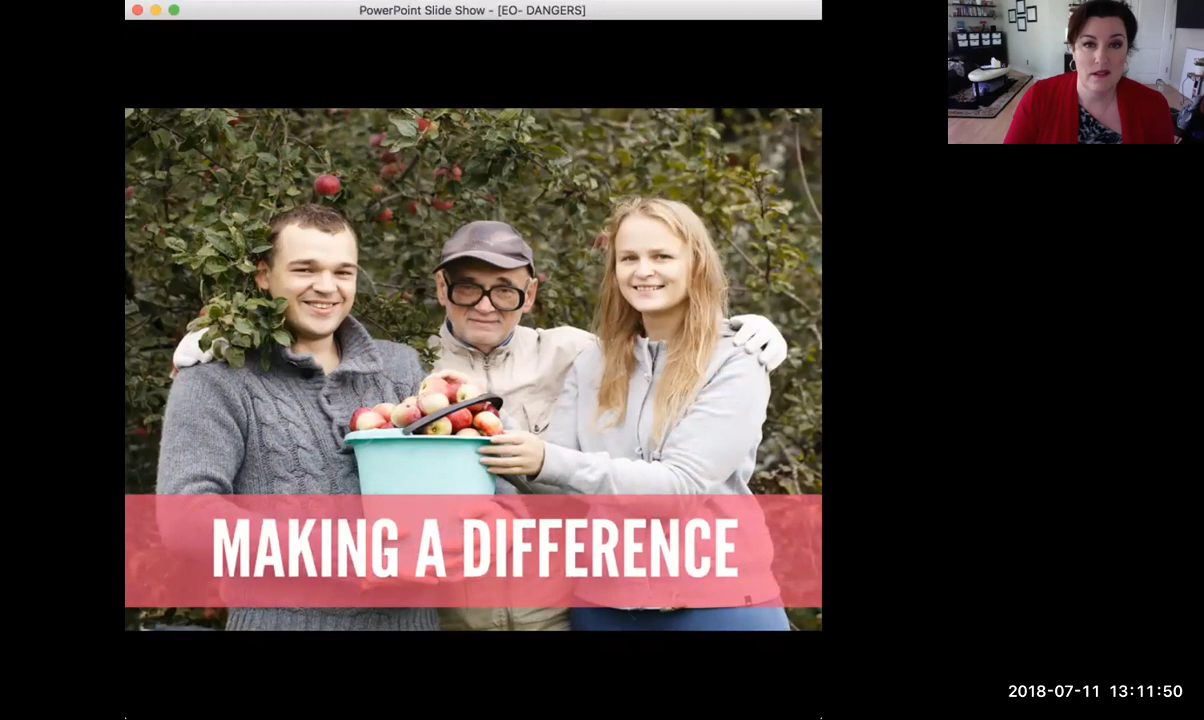 PowerPoint Slide Show - [EO- DANGERS]
MAKING A DIFFERENCE
2018-07-11 13:11:50